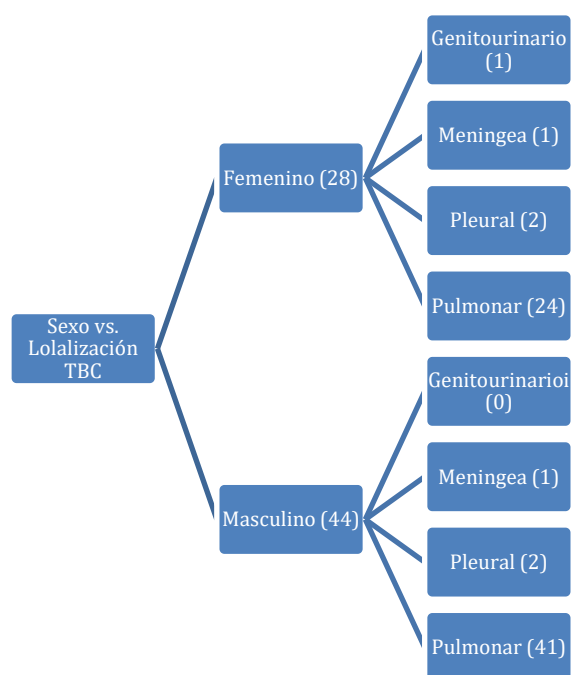 Sexo vs.
Lolalización
TBC
Femenino (28)
Genitourinario
(1)
Meningea (1)
Pleural (2)
Pulmonar (24)
Masculino (44)
Genitourinarioi
(0)
Meningea (1)
Pleural (2)
Pulmonar (41)